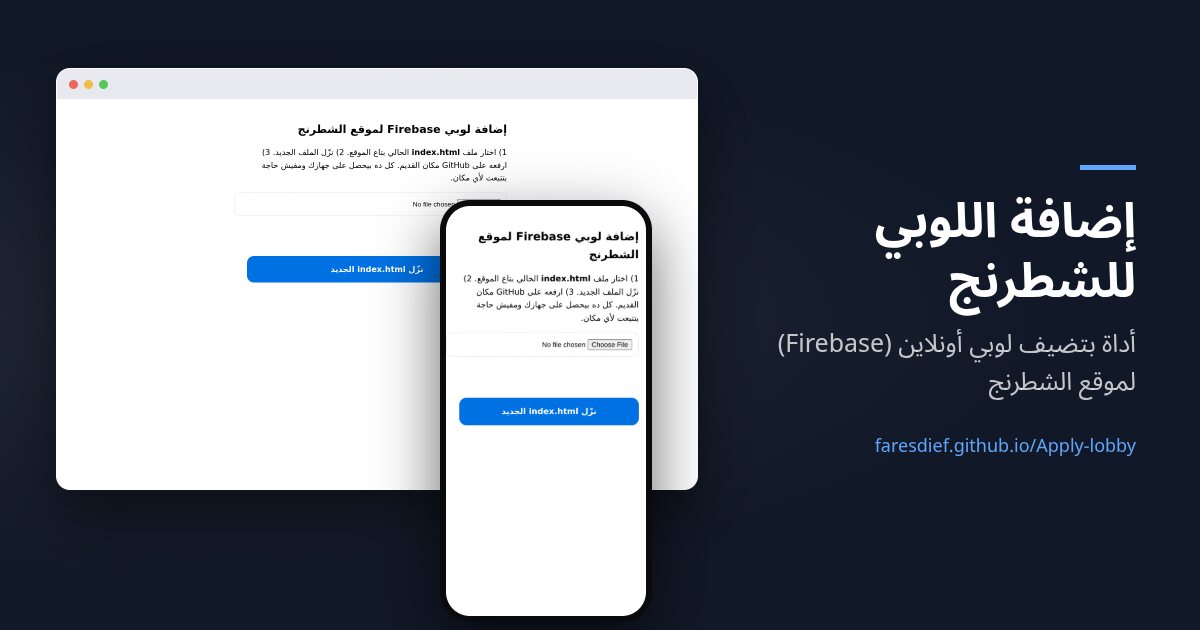 إضافة لوبي Firebase لموقع الشطرنج
1) اختار ملف index.html الحالي بتاع الموقع. 2) نزّل الملف الجديد. 3)
ارفعه على GitHub مكان القديم. كل ده بيحصل على جهازك ومفيش حاجة
بتتبعت لأي مكان.
No file chosen
نزّل index.html الجديد
إضافة لوبي Firebase لموقع
الشطرنج
1) اختار ملف index.html الحالي بتاع الموقع. 2)
نزّل الملف الجديد. 3) ارفعه على GitHub مكان
القديم. كل ده بيحصل على جهازك ومفيش حاجة
بتتبعت لأي مكان.
Choose File No file chosen
نزّل index.html الجديد
إضافة اللوبي
للشطرنج
أداة بتضيف لوبي أونلاين (Firebase)
لموقع الشطرنج
faresdief.github.io/Apply-lobby